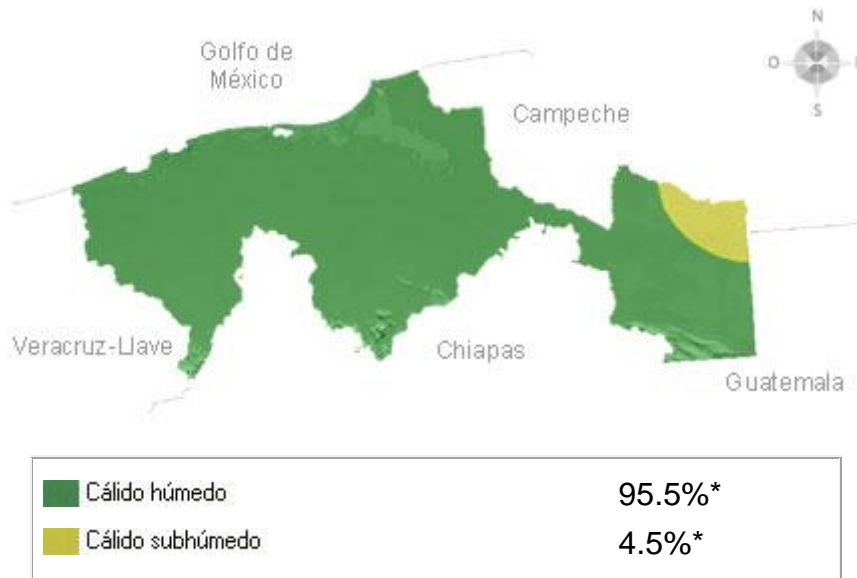 N
O
S
Golfo de
México
Campeche
Veracruz-Llave
Chiapas
Guatemala
Cálido húmedo 95.5%*
Cálido subhúmedo 4.5%*